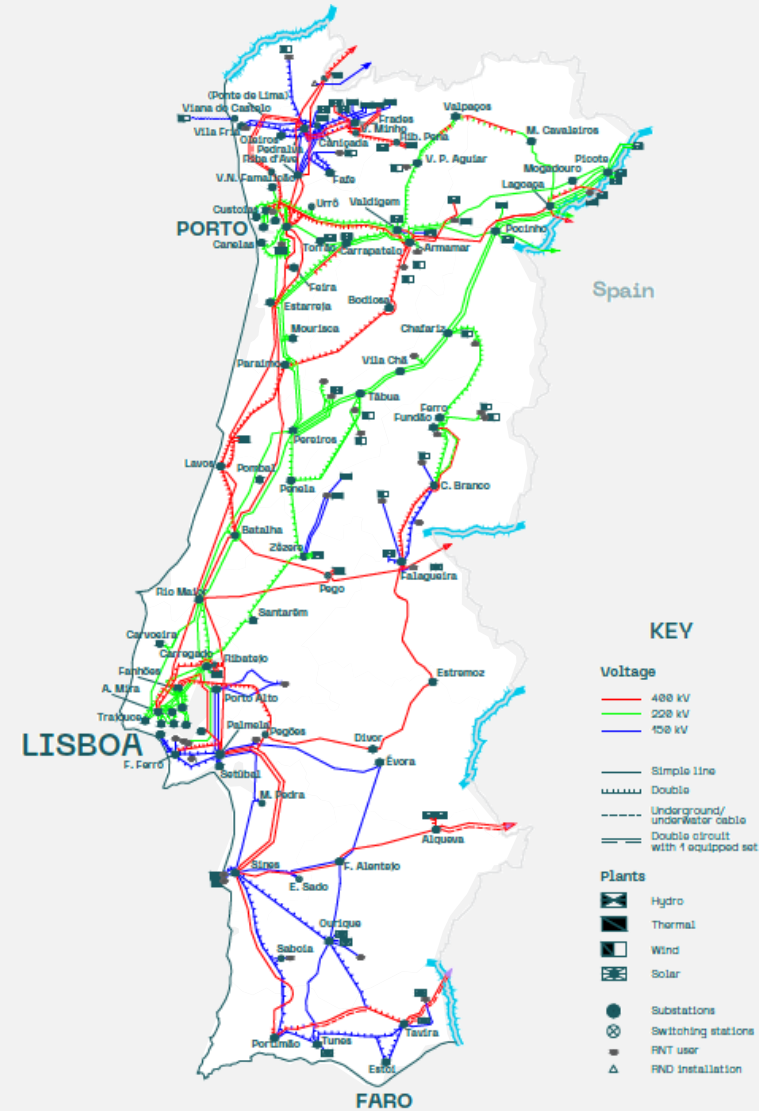 (Ponte de Lima)
Viana do Castelo
Vila Fria
Oleiros
Pedralva
Riba d'Ave
V.N. Famalicão
Frades
V. Minho
Caniçada
Rib. Pena
Fafe
Valpaços
M. Cavaleiros
V. P. Aguiar
Mogadouro
Picote
Lagoaça
Custoias
Urrô
Valdigem
PORTO
Canelas
Torrão
Carrapatelo
Armamar
Pocinho
Feira
Spain
Estarreja
Bodiosa
Mourisca
Chafariz
Paraimo
Vila Chã
Tábua
Ferro
Fundão
Pereiros
Lavos
Pombal
Penela
C. Branco
Batalha
Zêzere
Pego
Falagueira
Rio Maior
Santarém
Carvoeira
Carregado
Ribatejo
Fanhões
A. Mira
Porto Alto
Estremoz
Trajouce
Palmela
Pegões
LISBOA
F. Ferro
Divor
Évora
Setúbal
M. Pedra
Alqueva
Sines
F. Alentejo
E. Sado
Ourique
Saboia
Portimão
Tunes
Tavira
Estoi
FARO
KEY
Voltage
400 kV
220 kV
150 kV
Simple line
Double
Underground/
underwater cable
Double circuit
with 1 equipped set
Plants
Hydro
Thermal
Wind
Solar
Substations
Switching stations
RNT user
RND installation